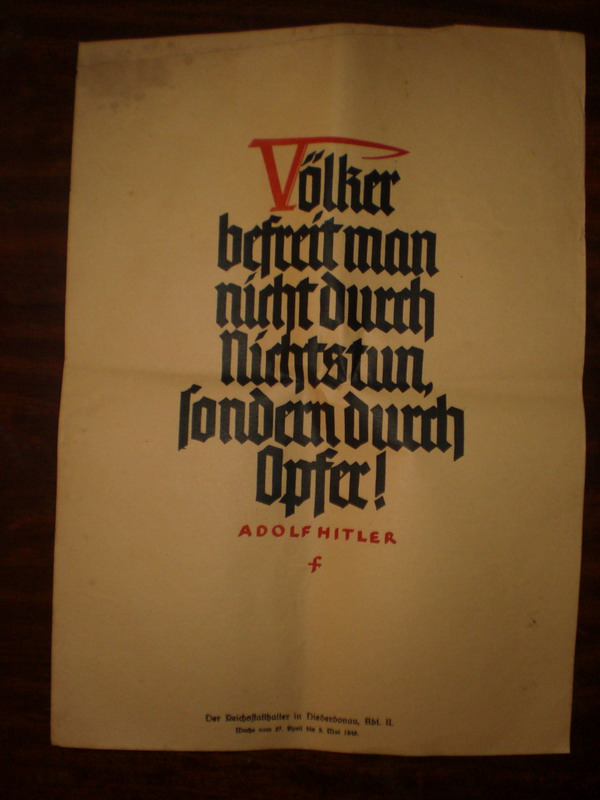 Völker
befreit man
nicht durch
Nichtstun,
sondern durch
Opfer!
ADOLF HITLER
f
Der Reichsstatthalter in Niederdonau, Abt. II.
Woche vom 27. April bis 3. Mai